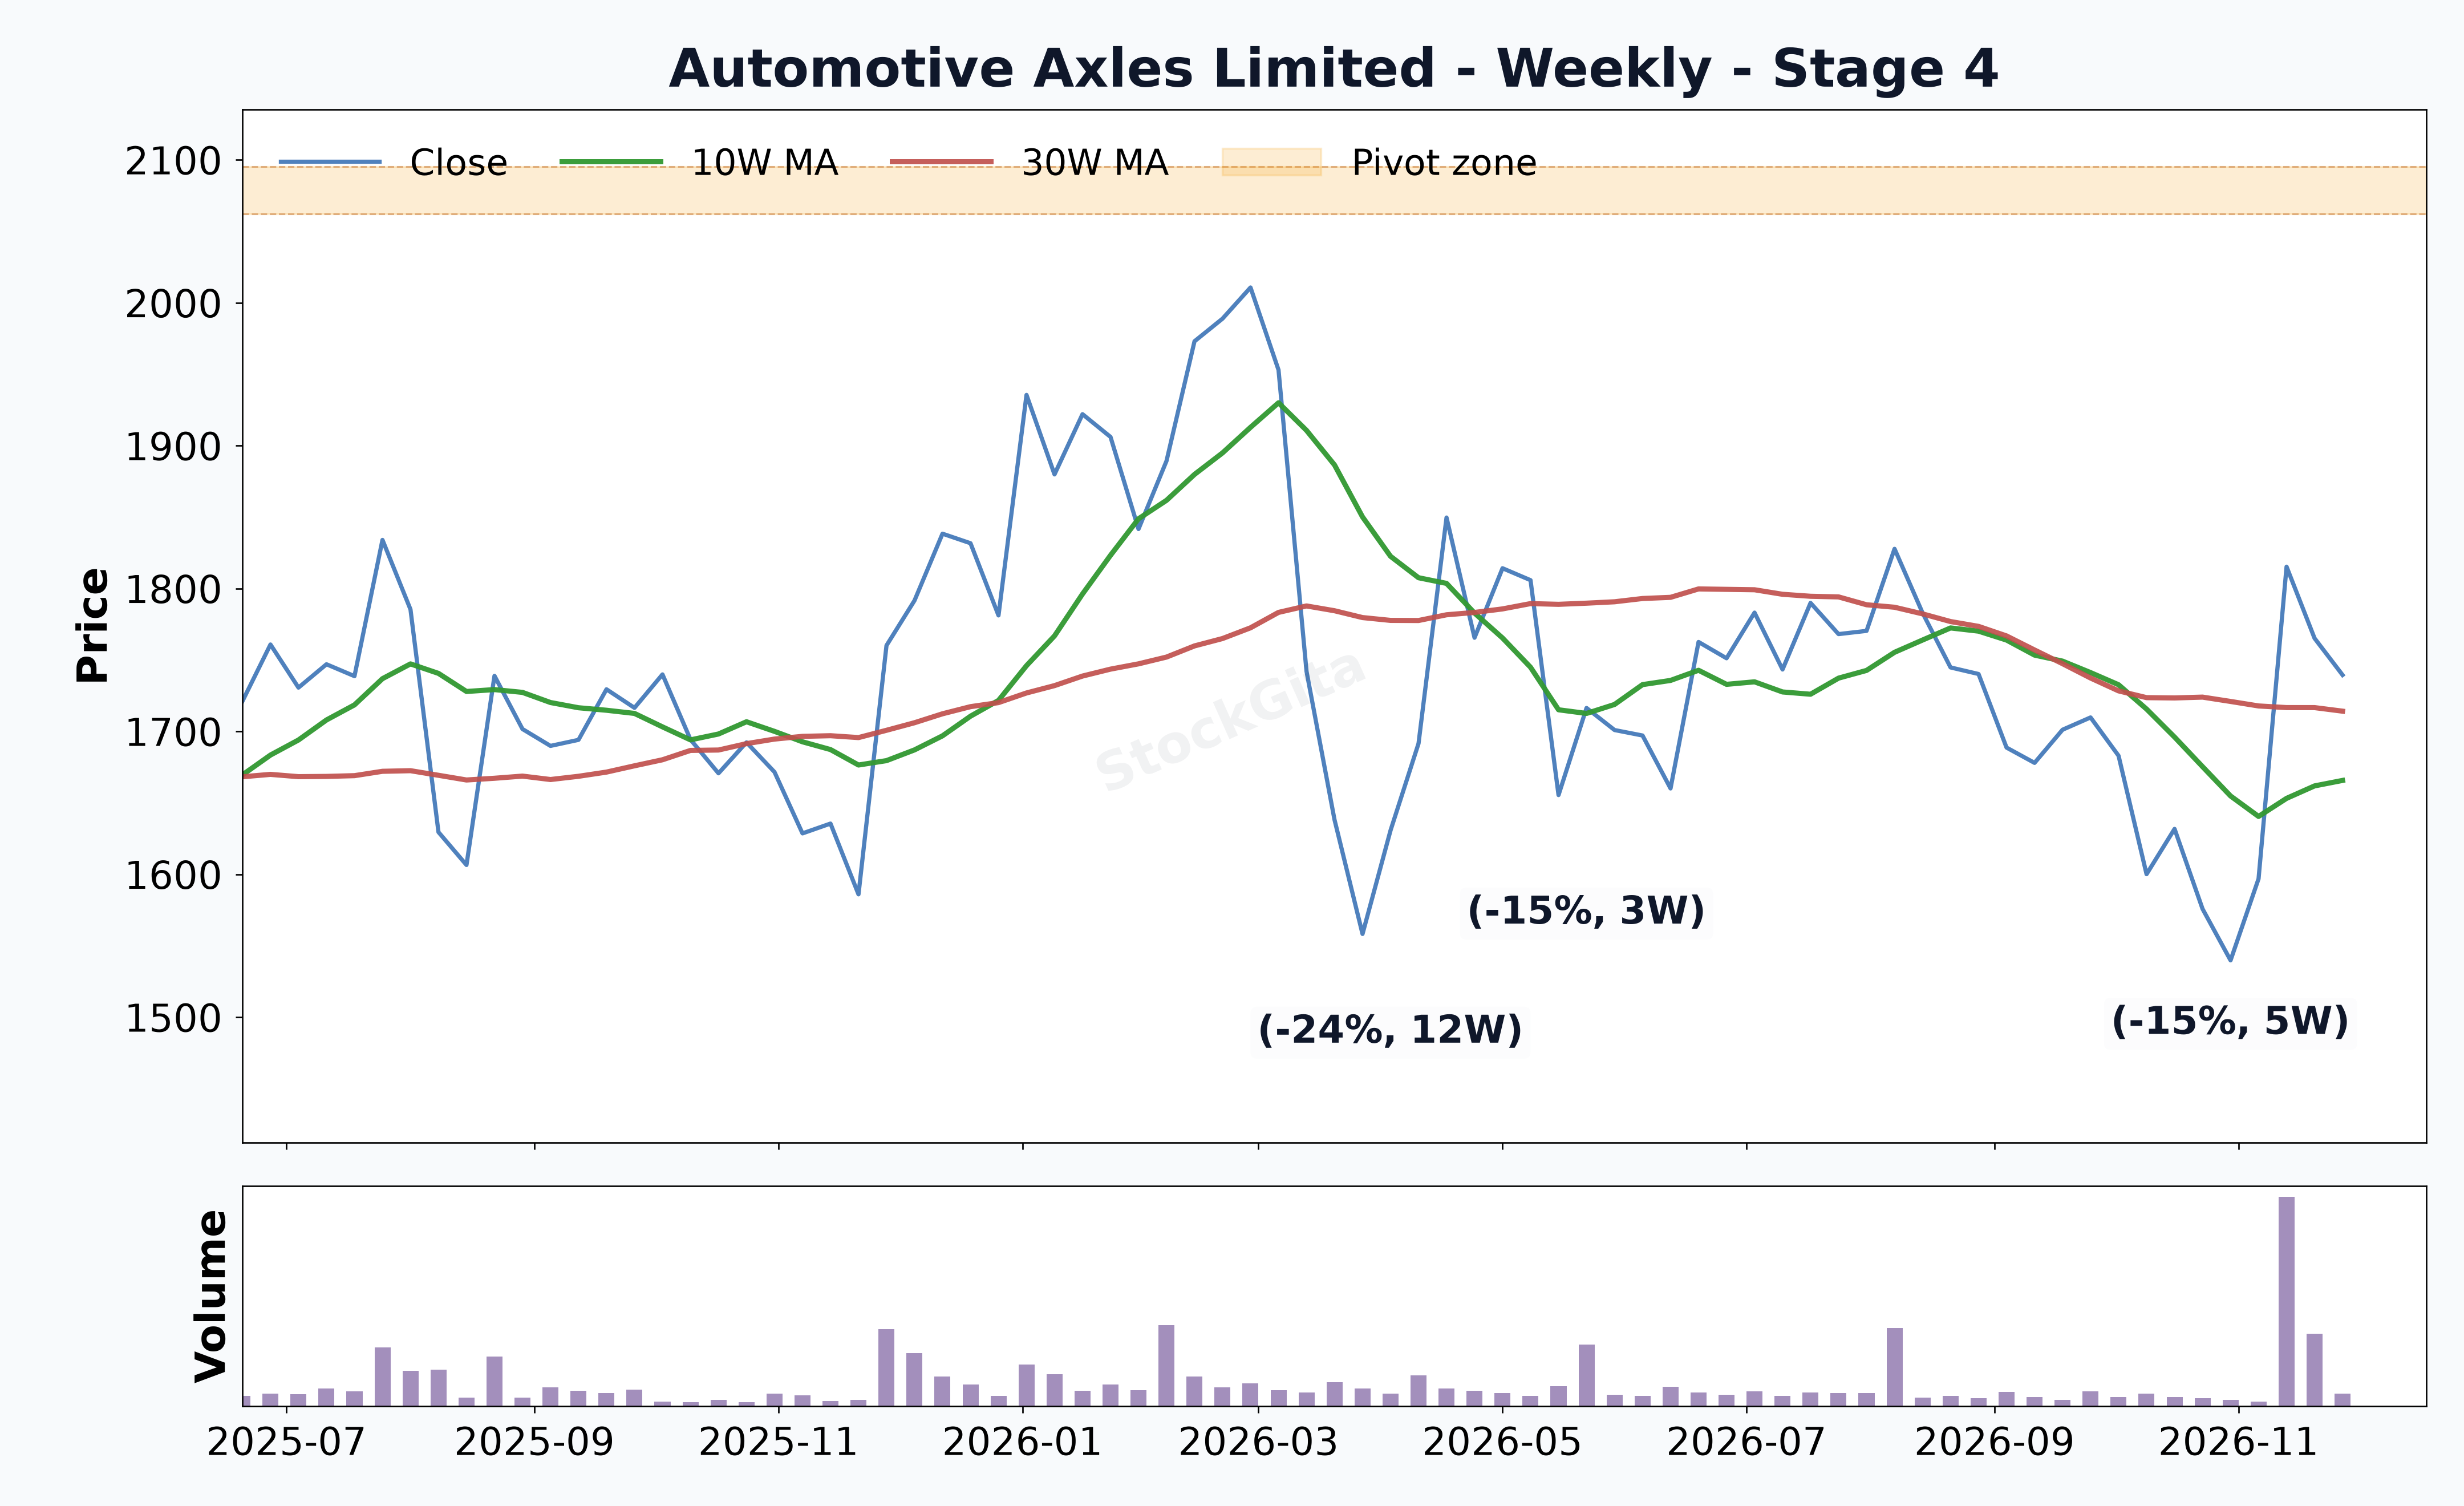 Automotive Axles Limited - Weekly - Stage 4
Close 10W MA 30W MA Pivot zone
Price
2100
2000
1900
1800
1700
1600
1500
StockGita
(-15%, 3W)
(-24%, 12W)
(-15%, 5W)
Volume
2025-07 2025-09 2025-11 2026-01 2026-03 2026-05 2026-07 2026-09 2026-11